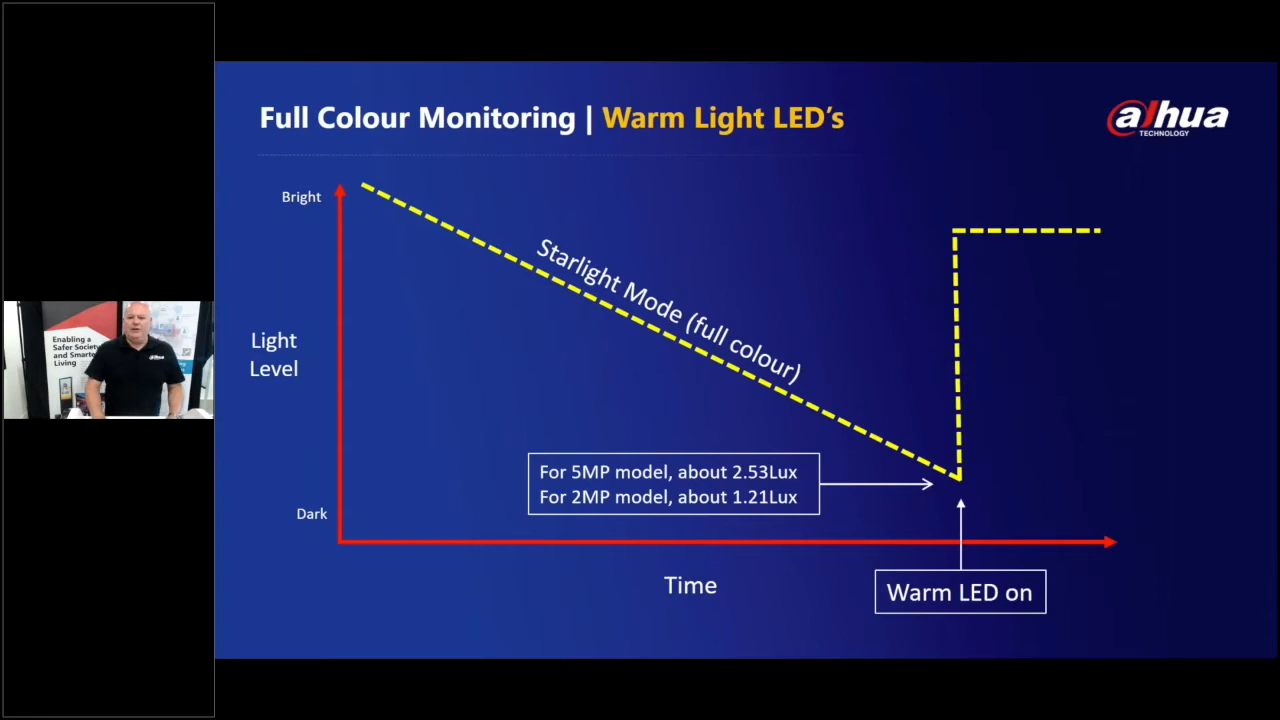 Full Colour Monitoring | Warm Light LED's
alhua
TECHNOLOGY
Bright
Starlight Mode (full colour)
Light
Level
Enabling a
Safer Society
and Smarter
Living
For 5MP model, about 2.53Lux
For 2MP model, about 1.21Lux
Dark
Time
Warm LED on